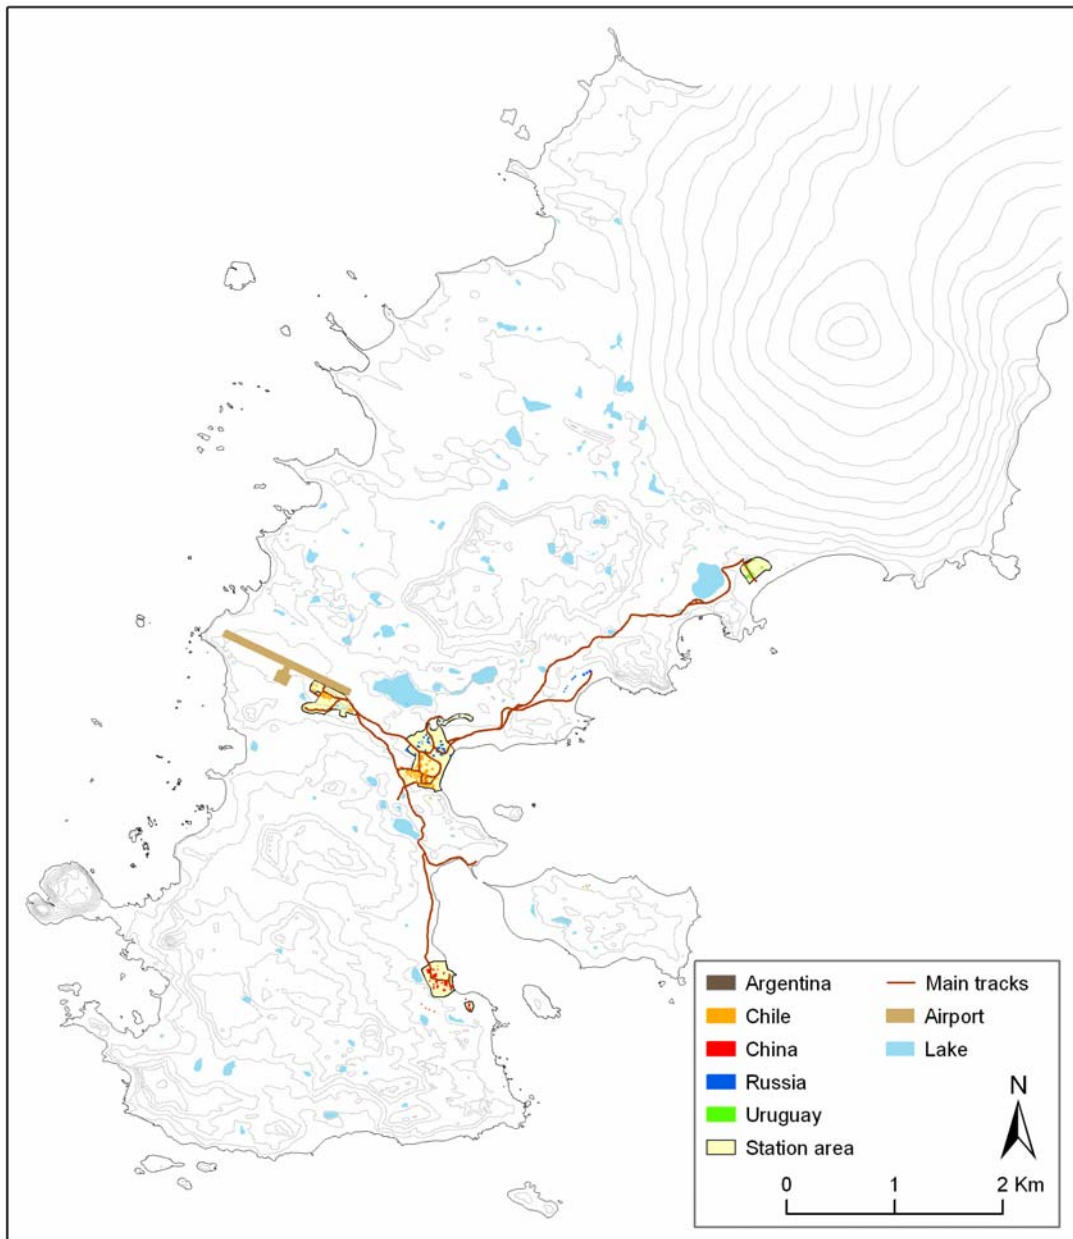 Argentina
Chile
China
Russia
Uruguay
Station area
Main tracks
Airport
Lake
N
0 1 2 Km